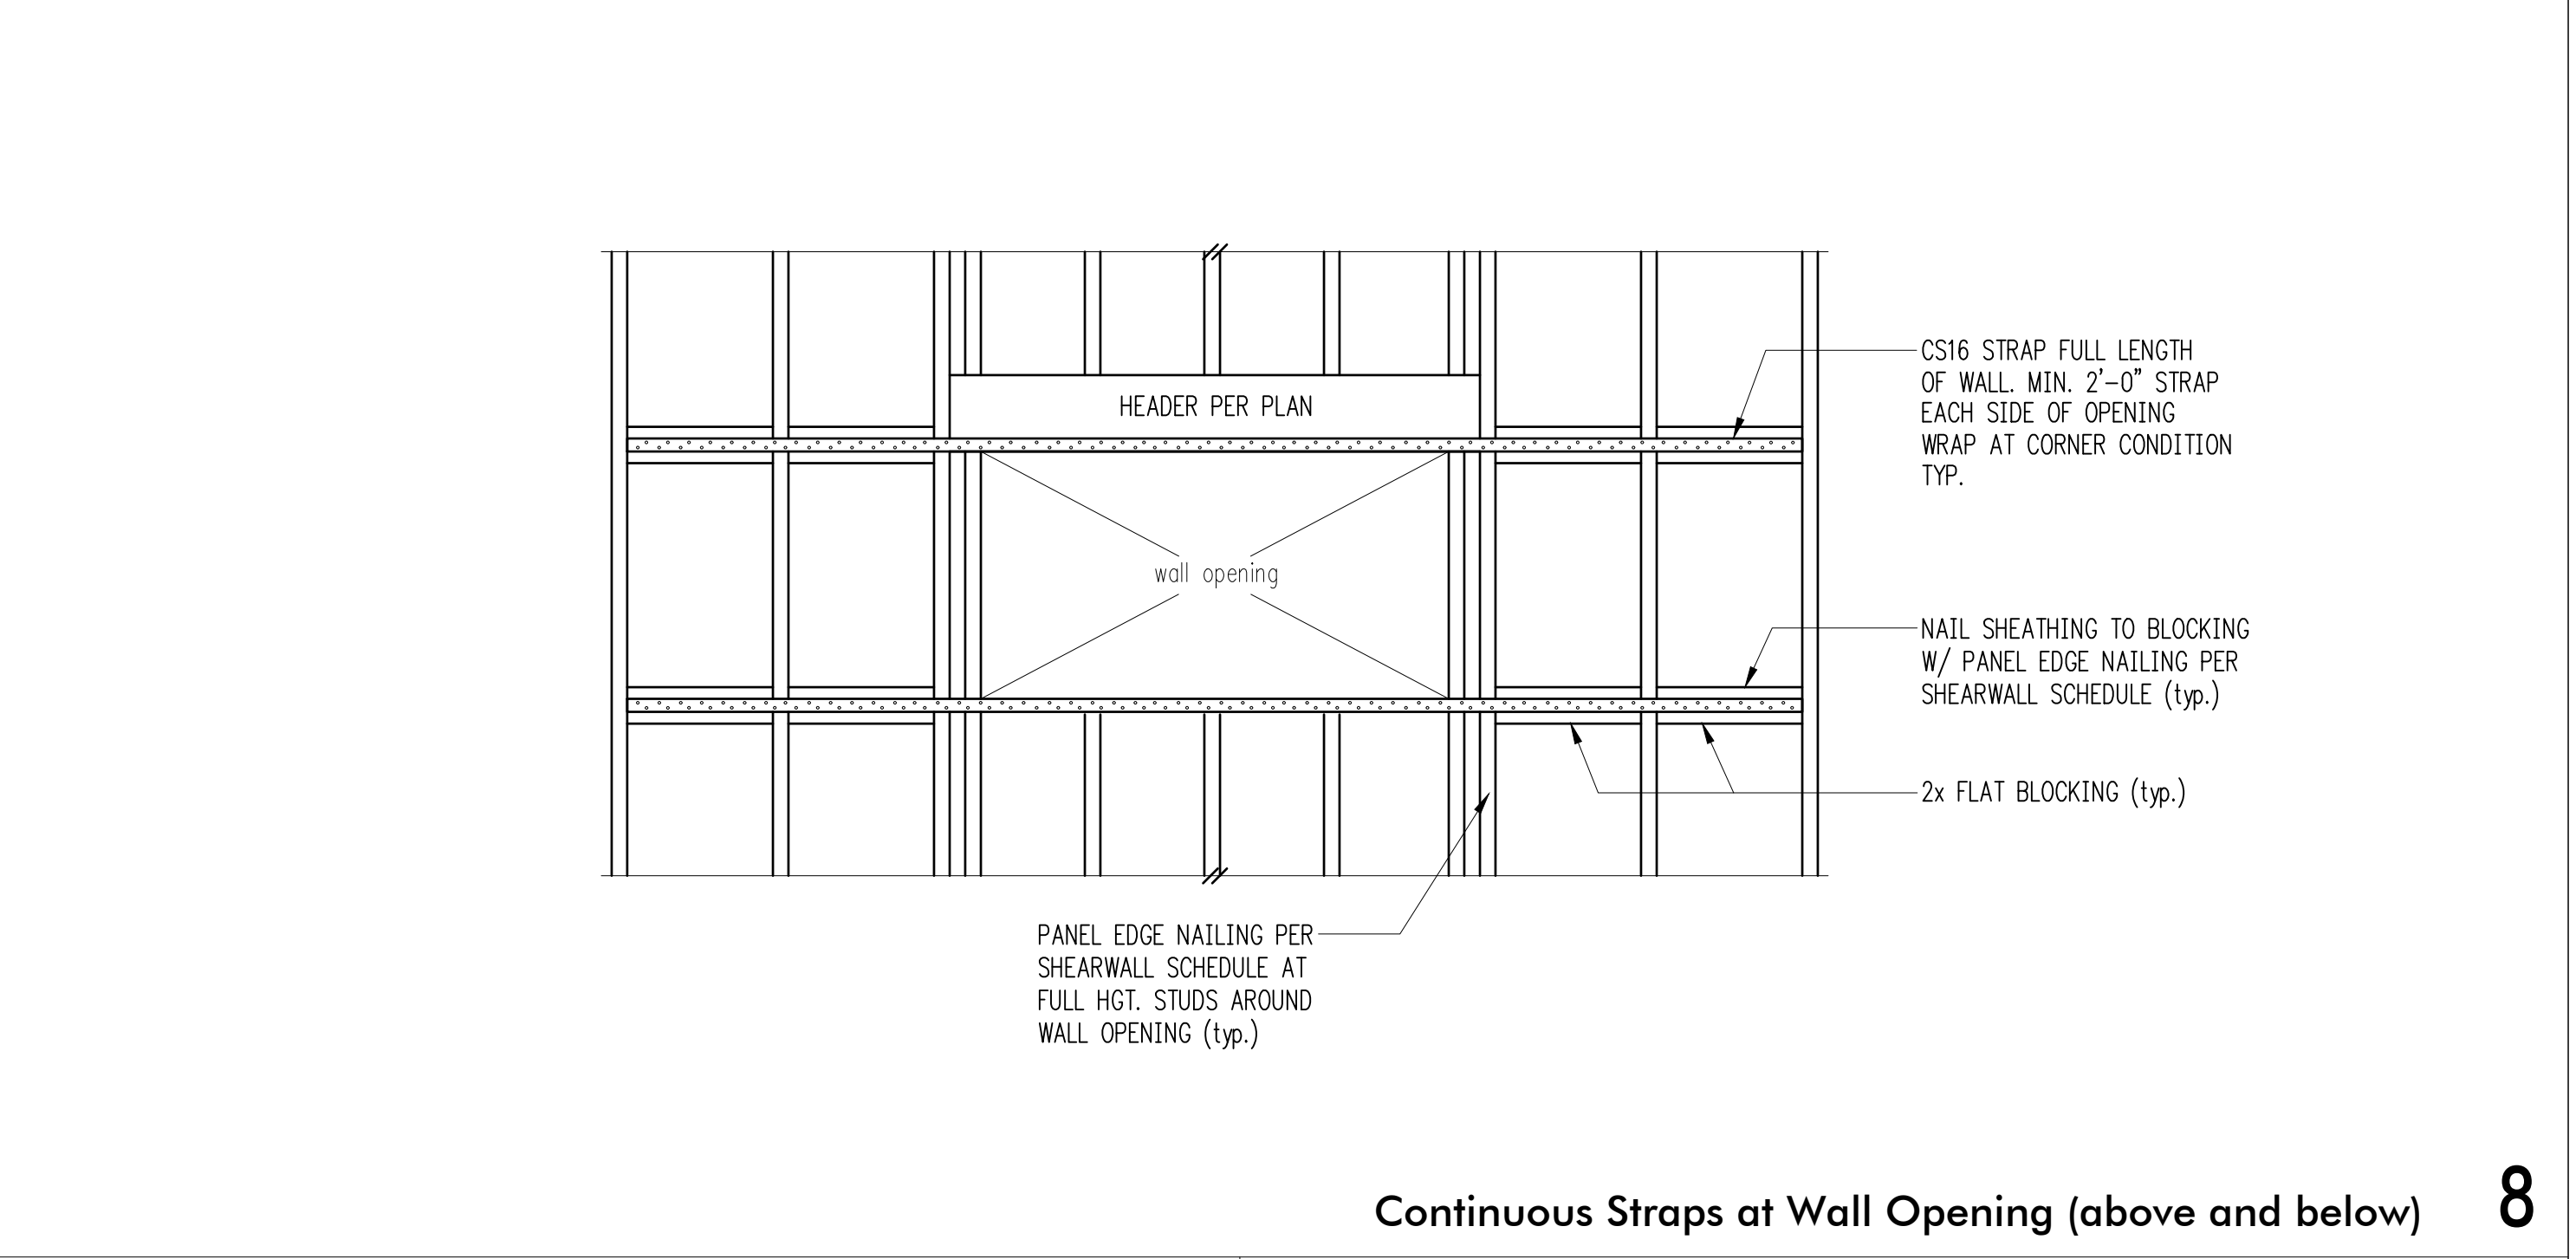 HEADER PER PLAN
CS16 STRAP FULL LENGTH
OF WALL. MIN. 2'-0" STRAP
EACH SIDE OF OPENING
WRAP AT CORNER CONDITION
TYP.
wall opening
NAIL SHEATHING TO BLOCKING
W/ PANEL EDGE NAILING PER
SHEARWALL SCHEDULE (typ.)
2x FLAT BLOCKING (typ.)
PANEL EDGE NAILING PER
SHEARWALL SCHEDULE AT
FULL HGT. STUDS AROUND
WALL OPENING (typ.)
Continuous Straps at Wall Opening (above and below) 8